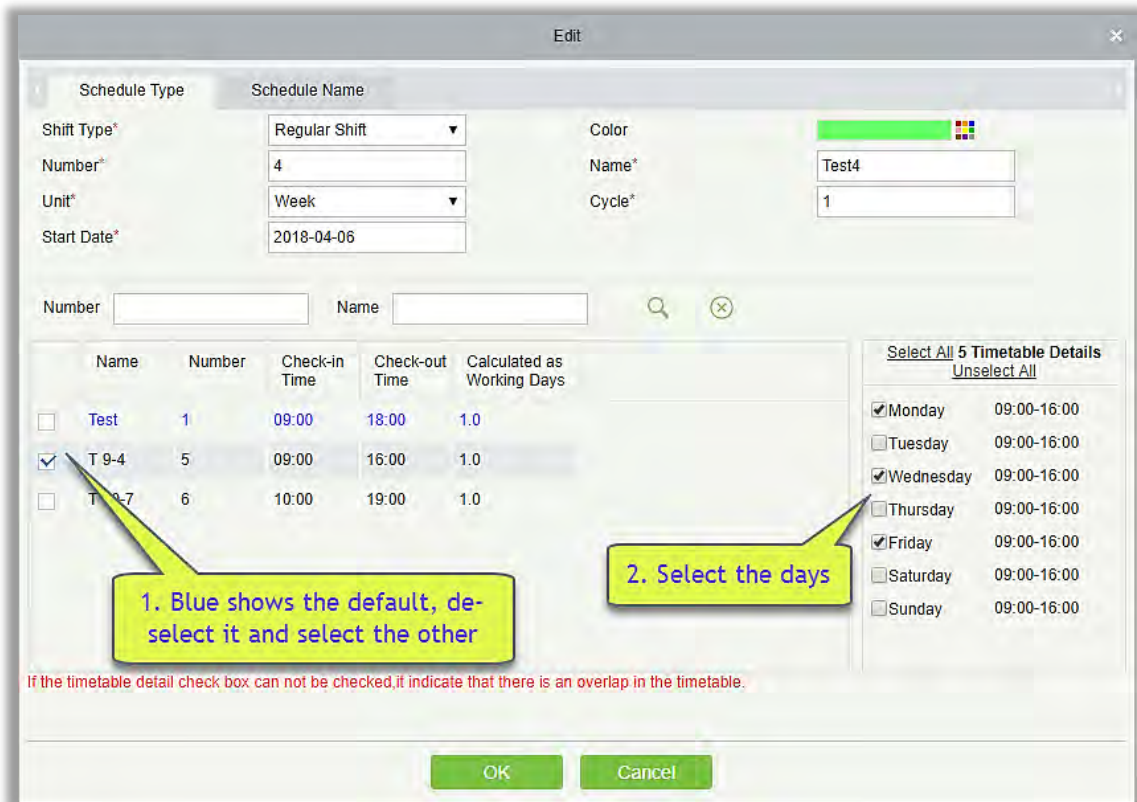 Edit
Schedule Type Schedule Name
Shift Type* Regular Shift Color
Number* 4 Name* Test4
Unit* Week Cycle* 1
Start Date* 2018-04-06
Number Name
Name Number Check-in Time Check-out Time Calculated as Working Days
Test 1 09:00 18:00 1.0
T 9-4 5 09:00 16:00 1.0
6 10:00 19:00 1.0
Select All 5 Timetable Details
Unselect All
Monday 09:00-16:00
Tuesday 09:00-16:00
Wednesday 09:00-16:00
Thursday 09:00-16:00
Friday 09:00-16:00
Saturday 09:00-16:00
Sunday 09:00-16:00
1. Blue shows the default, de-
select it and select the other
2. Select the days
If the timetable detail check box can not be checked,it indicate that there is an overlap in the timetable.
OK Cancel